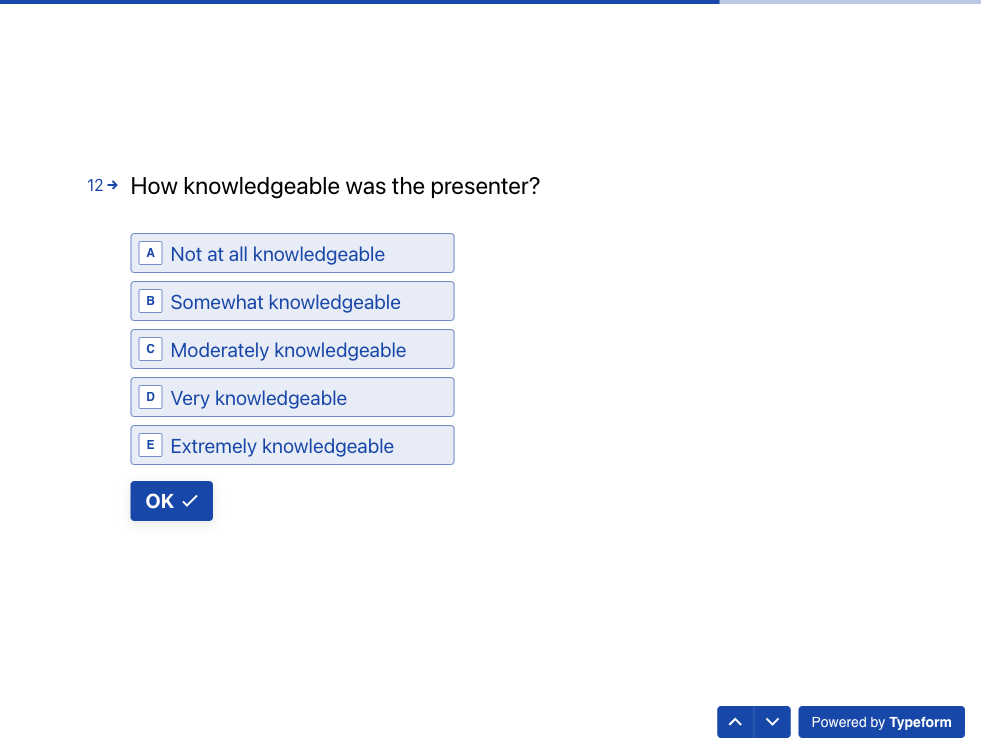 12 How knowledgeable was the presenter?
A Not at all knowledgeable
B Somewhat knowledgeable
C Moderately knowledgeable
D Very knowledgeable
E Extremely knowledgeable
OK
Powered by Typeform